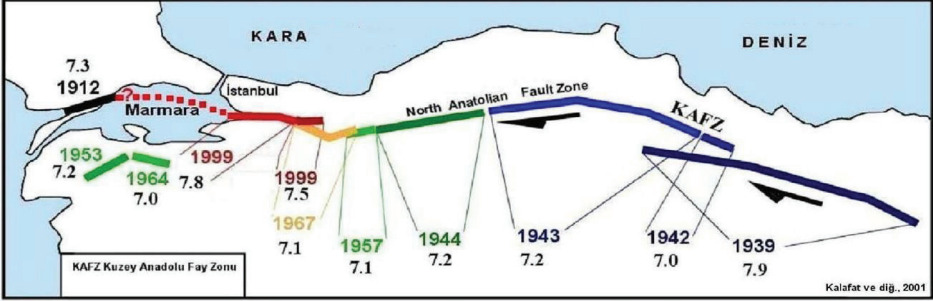 KARA
DENİZ
7.3
1912
?
Marmara
İstanbul
North Anatolian Fault Zone
KAFZ
1953
7.2
1964
7.0
1999
7.8
1999
7.5
1967
7.1
1957
7.1
1944
7.2
1943
7.2
1942
7.0
1939
7.9
KAFZ Kuzey Anadolu Fay Zonu
Kalafat ve diğ., 2001